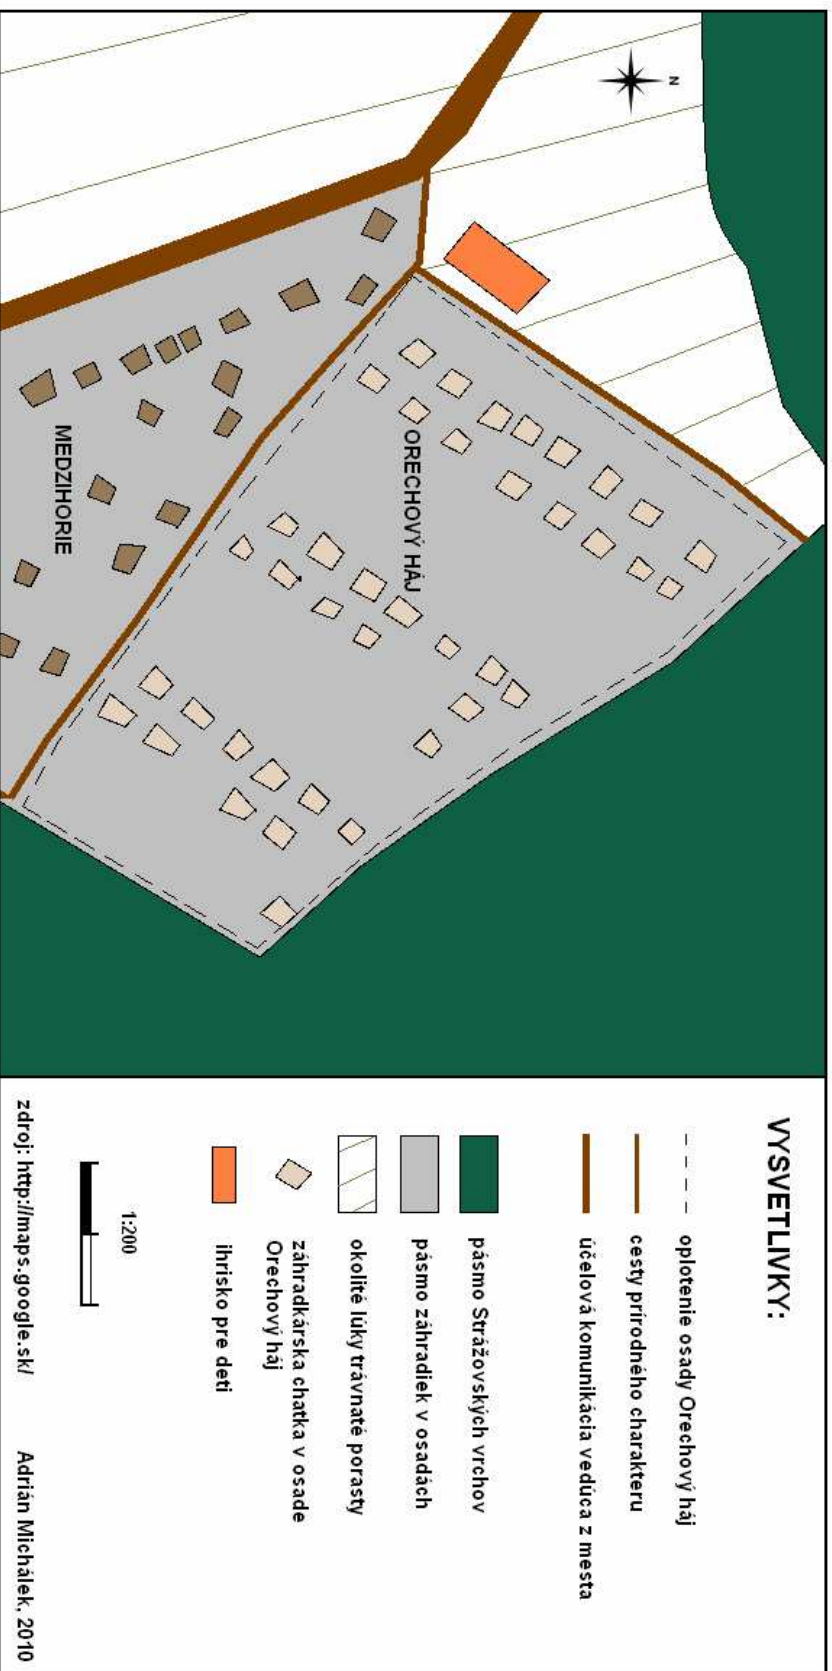 N
ORECHOVÝ HÁJ
MEDZIHORIE
VYSVETLIVKY:
oplotenie osady Orechový háj
cesty prírodného charakteru
účelová komunikácia vedúca z mesta
pásmo Strážovských vrchov
pásmo záhradiek v osadách
okolité lúky trávnaté porasty
záhradkárska chatka v osade
Orechový háj
ihrisko pre deti
1:200
zdroj: http://maps.google.sk/ Adrián Michálek, 2010